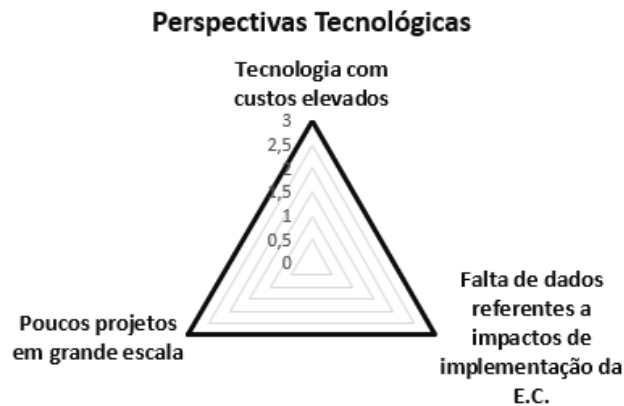 Perspectivas Tecnológicas
Tecnologia com
custos elevados
3
2,5
2
1,5
1
0,5
0
Falta de dados
referentes a
impactos de
implementação da
E.C.
Poucos projetos
em grande escala